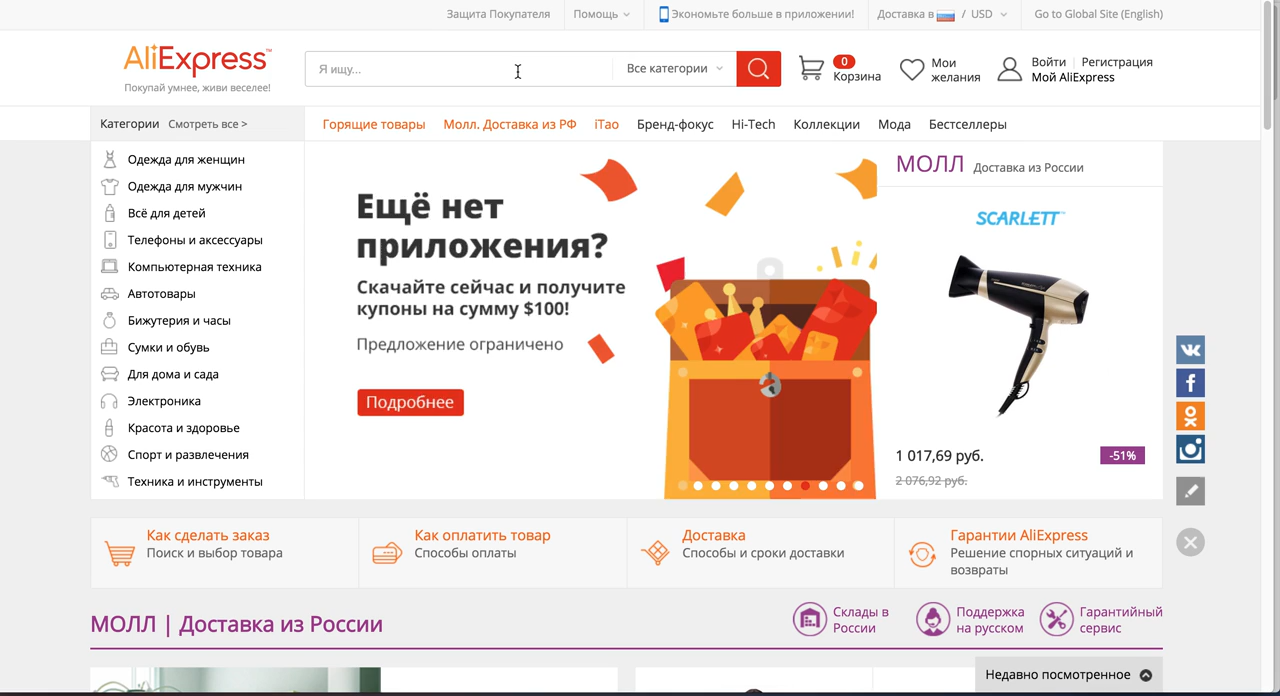 Защита Покупателя
Помощь
Экономьте больше в приложении!
Доставка в / USD
Go to Global Site (English)
AliExpress™
Покупай умнее, живи веселее!
Я ищу...
Все категории
0
Корзина
Мои
желания
Войти | Регистрация
Мой AliExpress
Категории Смотреть все >
Горящие товары
Молл. Доставка из РФ
iTao
Бренд-фокус
Hi-Tech
Коллекции
Мода
Бестселлеры
Одежда для женщин
Одежда для мужчин
Всё для детей
Телефоны и аксессуары
Компьютерная техника
Автотовары
Бижутерия и часы
Сумки и обувь
Для дома и сада
Электроника
Красота и здоровье
Спорт и развлечения
Техника и инструменты
Ещё нет
приложения?
Скачайте сейчас и получите
купоны на сумму $100!
Предложение ограничено
Подробнее
МОЛЛ Доставка из России
SCARLETT™
1 017,69 руб.
-51%
2 076,92 руб.
Как сделать заказ
Поиск и выбор товара
Как оплатить товар
Способы оплаты
Доставка
Способы и сроки доставки
Гарантии AliExpress
Решение спорных ситуаций и
возвраты
МОЛЛ | Доставка из России
Склады в
России
Поддержка
на русском
Гарантийный
сервис
Недавно посмотренное